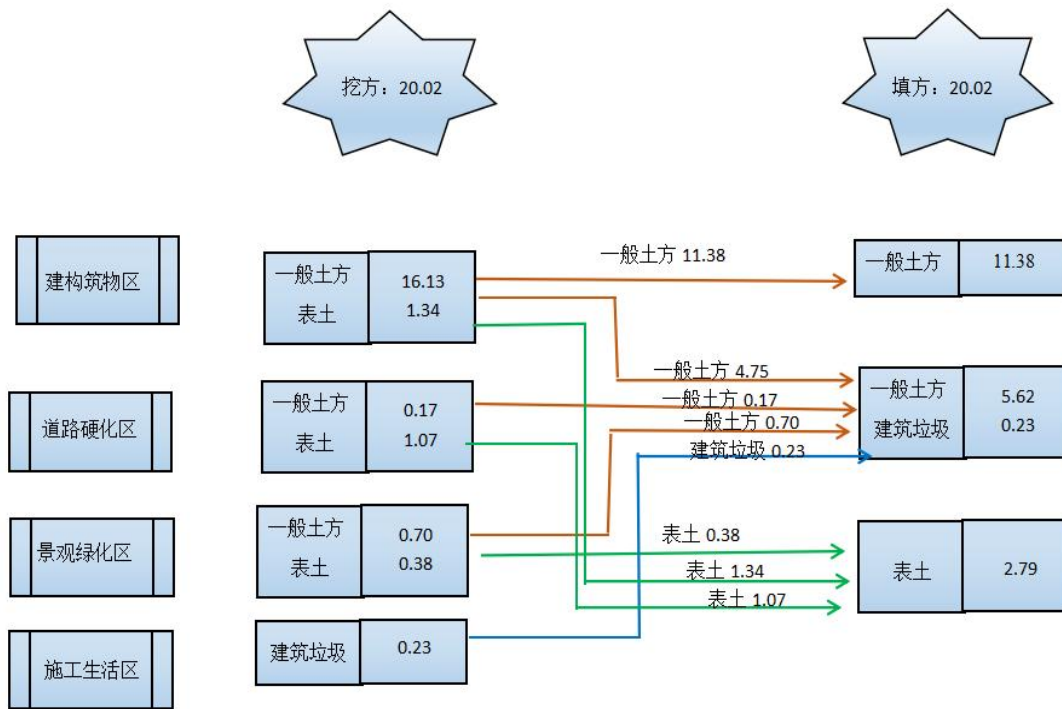 挖方：20.02
填方：20.02
建构筑物区
一般土方 16.13
表土 1.34
一般土方 11.38
一般土方 11.38
道路硬化区
一般土方 0.17
表土 1.07
一般土方 4.75
一般土方 0.17
一般土方 0.70
建筑垃圾 0.23
一般土方 5.62
建筑垃圾 0.23
景观绿化区
一般土方 0.70
表土 0.38
表土 0.38
表土 1.34
表土 1.07
表土 2.79
施工生活区
建筑垃圾 0.23